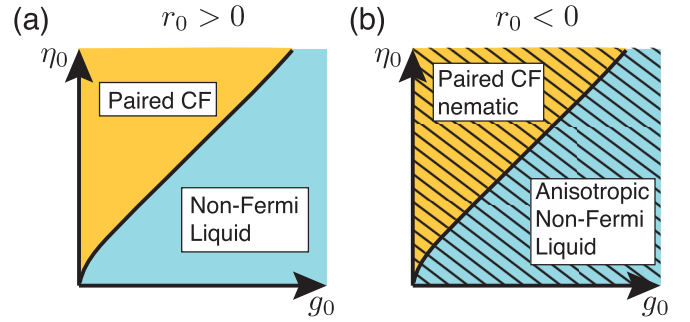 (a) r₀ > 0
η₀
Paired CF
Non-Fermi
Liquid
g₀
(b) r₀ < 0
η₀
Paired CF
nematic
Anisotropic
Non-Fermi
Liquid
g₀